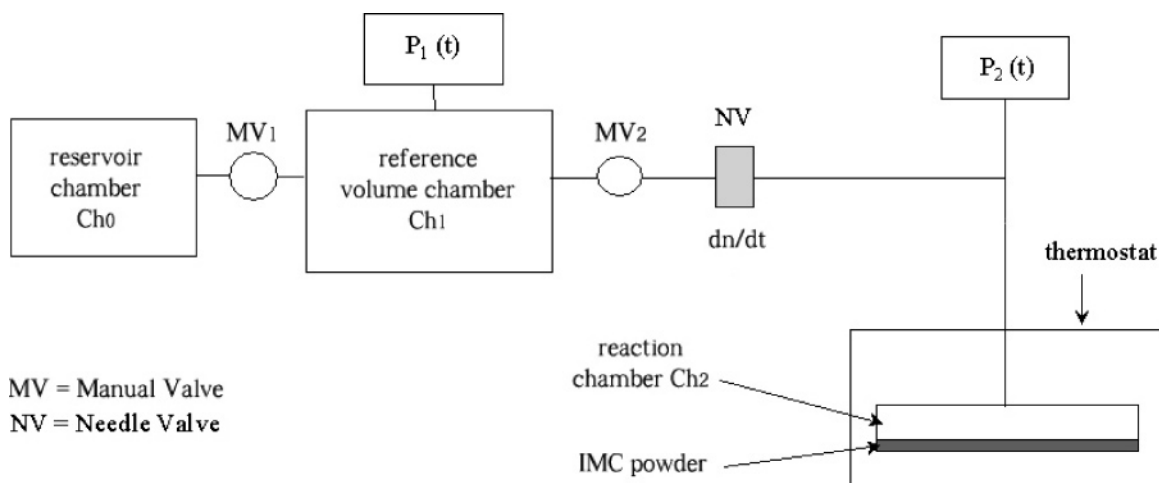 P₁ (t)
P₂ (t)
MV₁
MV₂
NV
reservoir
chamber
Ch₀
reference
volume chamber
Ch₁
dn/dt
thermostat
reaction
chamber Ch₂
IMC powder
MV = Manual Valve
NV = Needle Valve